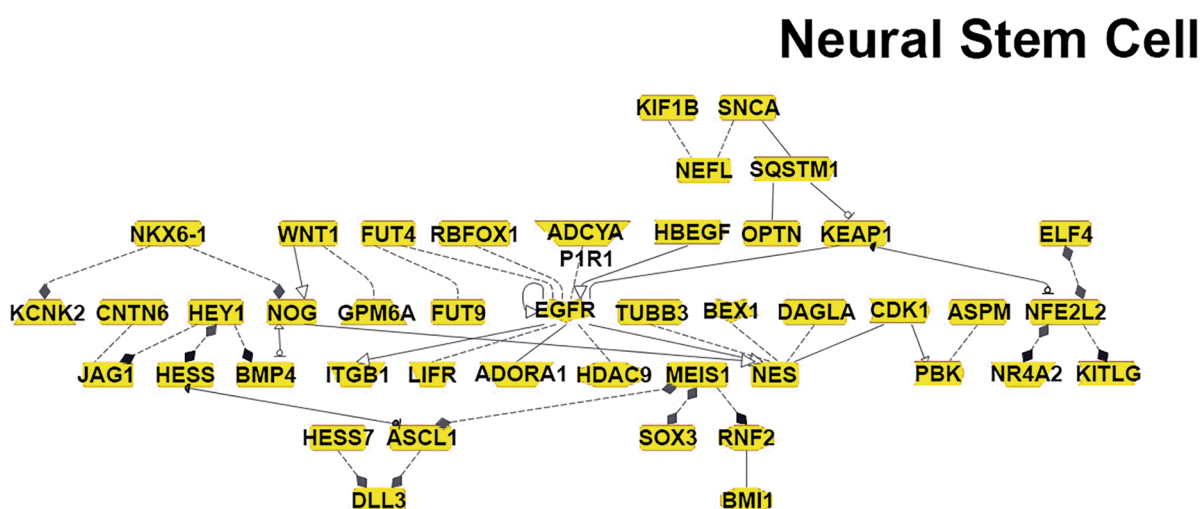 Neural Stem Cell
KIF1B SNCA
NEFL SQSTM1
NKX6-1 WNT1 FUT4 RBFOX1 ADCYA HBEGF OPTN KEAP1 ELF4
P1R1
KCNK2 CNTN6 HEY1 NOG GPM6A FUT9 EGFR TUBB3 BEX1 DAGLA CDK1 ASPM NFE2L2
JAG1 HESS BMP4 ITGB1 LIFR ADORA1 HDAC9 MEIS1 NES PBK NR4A2 KITLG
HESS7 ASCL1 SOX3 RNF2
DLL3 BMI1